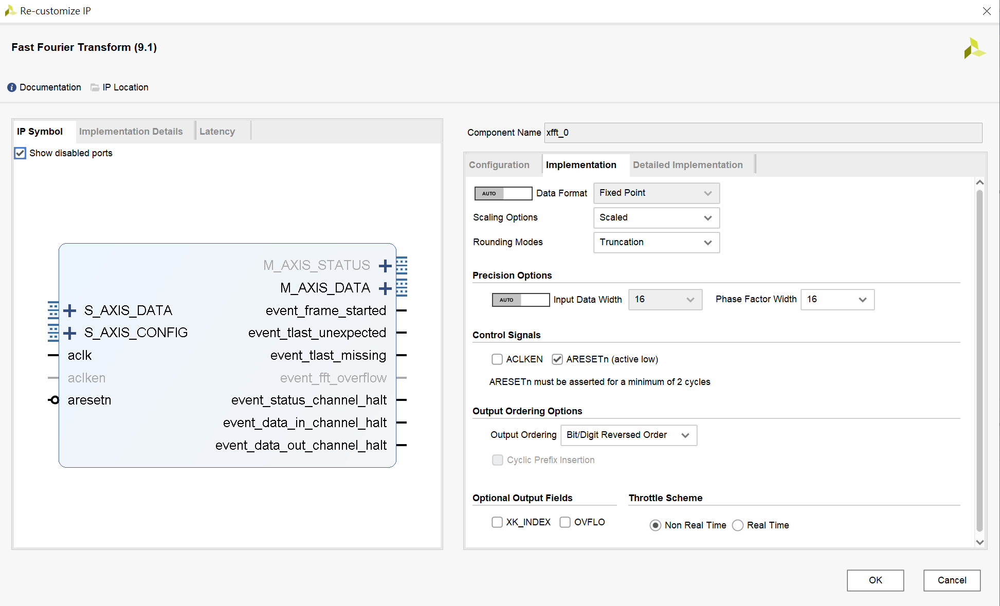 Re-customize IP
Fast Fourier Transform (9.1)
Documentation IP Location
IP Symbol Implementation Details Latency
Show disabled ports
M_AXIS_STATUS
M_AXIS_DATA
S_AXIS_DATA event_frame_started
S_AXIS_CONFIG event_tlast_unexpected
aclk event_tlast_missing
aclken event_fft_overflow
aresetn event_status_channel_halt
event_data_in_channel_halt
event_data_out_channel_halt
Component Name xfft_0
Configuration Implementation Detailed Implementation
AUTO Data Format Fixed Point
Scaling Options Scaled
Rounding Modes Truncation
Precision Options
AUTO Input Data Width 16 Phase Factor Width 16
Control Signals
ACLKEN ARESETn (active low)
ARESETn must be asserted for a minimum of 2 cycles
Output Ordering Options
Output Ordering Bit/Digit Reversed Order
Cyclic Prefix Insertion
Optional Output Fields Throttle Scheme
XK_INDEX OVFLO Non Real Time Real Time
OK Cancel